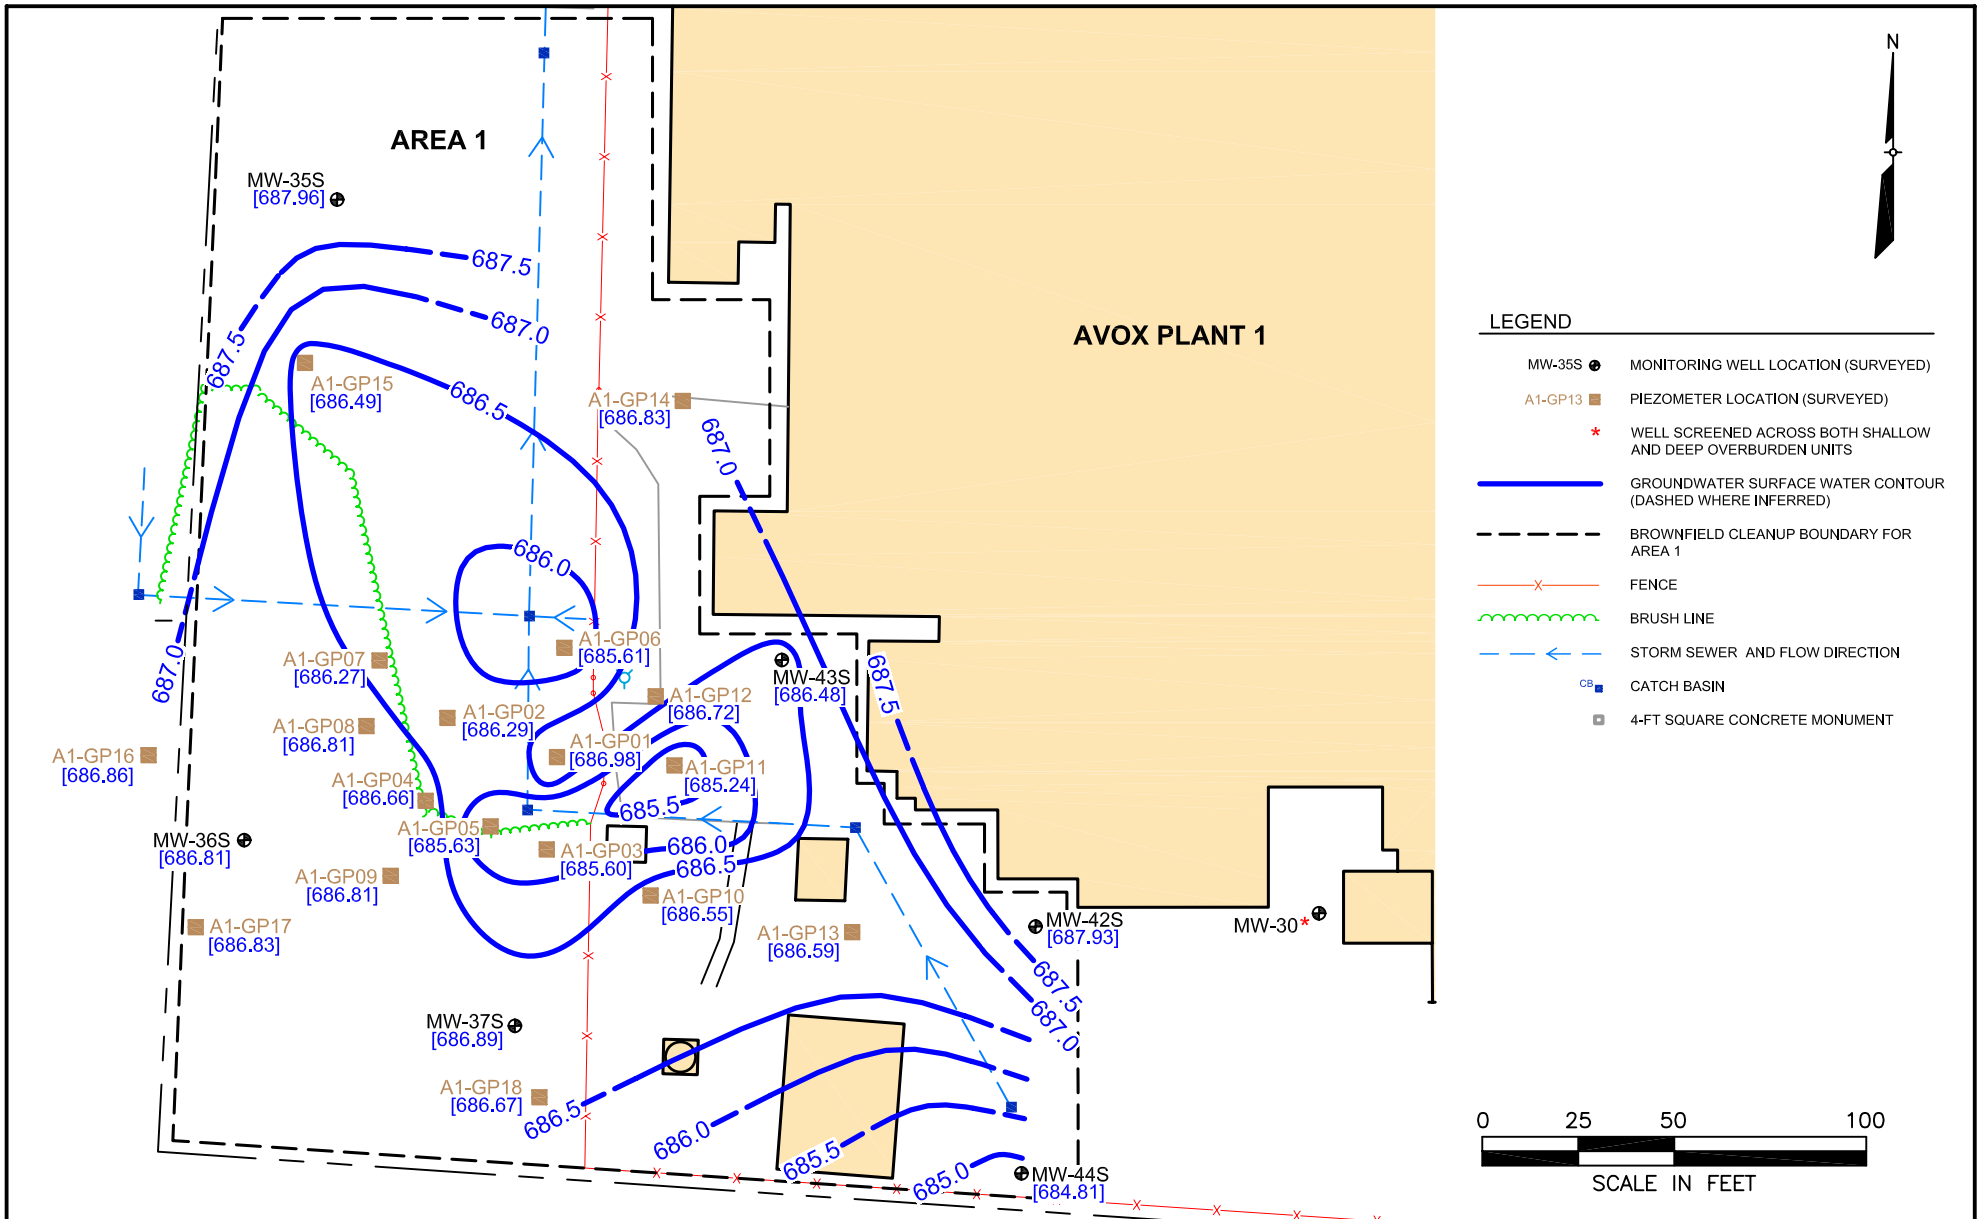 N
AREA 1
MW-35S
[687.96]
687.5
687.0
687.5
AVOX PLANT 1
A1-GP15
[686.49]
686.5
A1-GP14
[686.83]
687.0
686.0
A1-GP06
[685.61]
A1-GP07
[686.27]
687.0
MW-43S
[686.48]
687.5
A1-GP12
[686.72]
A1-GP02
[686.29]
A1-GP08
[686.81]
A1-GP01
[686.98]
A1-GP16
[686.86]
A1-GP11
[685.24]
A1-GP04
[686.66]
685.5
A1-GP05
[685.63]
MW-36S
[686.81]
686.0
A1-GP03
[685.60]
686.5
A1-GP09
[686.81]
A1-GP10
[686.55]
A1-GP17
[686.83]
A1-GP13
[686.59]
MW-42S
[687.93]
MW-30*
687.5
687.0
MW-37S
[686.89]
A1-GP18
[686.67]
686.5
686.0
685.5
685.0
MW-44S
[684.81]
LEGEND
MW-35S MONITORING WELL LOCATION (SURVEYED)
A1-GP13 PIEZOMETER LOCATION (SURVEYED)
* WELL SCREENED ACROSS BOTH SHALLOW
AND DEEP OVERBURDEN UNITS
GROUNDWATER SURFACE WATER CONTOUR
(DASHED WHERE INFERRED)
BROWNFIELD CLEANUP BOUNDARY FOR
AREA 1
X FENCE
BRUSH LINE
STORM SEWER AND FLOW DIRECTION
CB CATCH BASIN
4-FT SQUARE CONCRETE MONUMENT
0 25 50 100
SCALE IN FEET